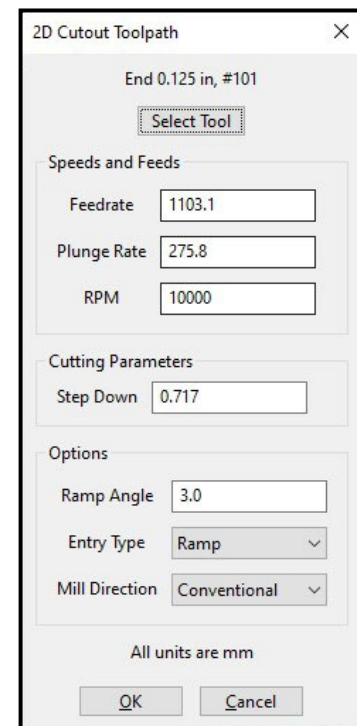 2D Cutout Toolpath
End 0.125 in, #101
Select Tool
Speeds and Feeds
Feedrate 1103.1
Plunge Rate 275.8
RPM 10000
Cutting Parameters
Step Down 0.717
Options
Ramp Angle 3.0
Entry Type Ramp
Mill Direction Conventional
All units are mm
OK Cancel